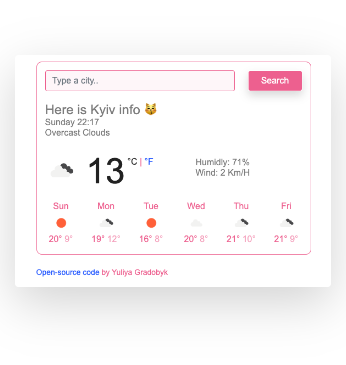 Type a city..
Search
Here is Kyiv info 😽
Sunday 22:17
Overcast Clouds
13 °C | °F
Humdly: 71%
Wind: 2 Km/H
Sun Mon Tue Wed Thu Fri
20° 9° 19° 12° 16° 8° 20° 8° 21° 10° 21° 9°
Open-source code by Yuliya Gradobyk